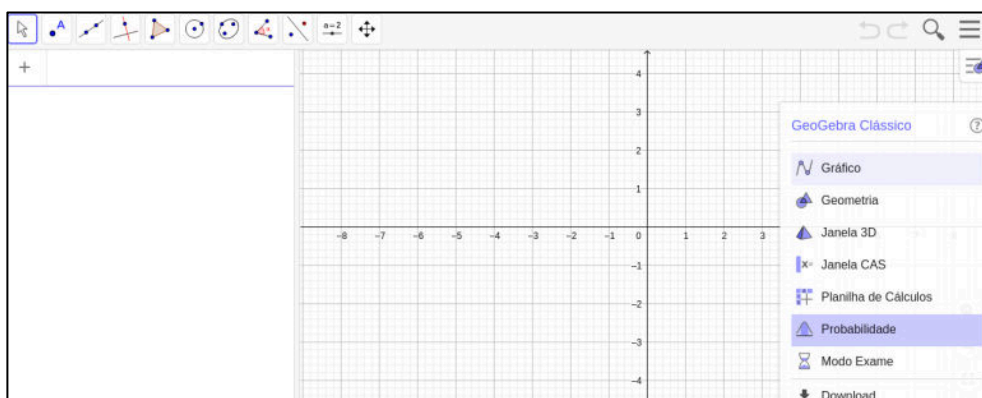 A
a=2
+
GeoGebra Clássico
?
Gráfico
Geometria
Janela 3D
x=
Janela CAS
Planilha de Cálculos
Probabilidade
Modo Exame
Download
4
3
2
1
0
−8 −7 −6 −5 −4 −3 −2 −1 1 2 3
−1
−2
−3
−4